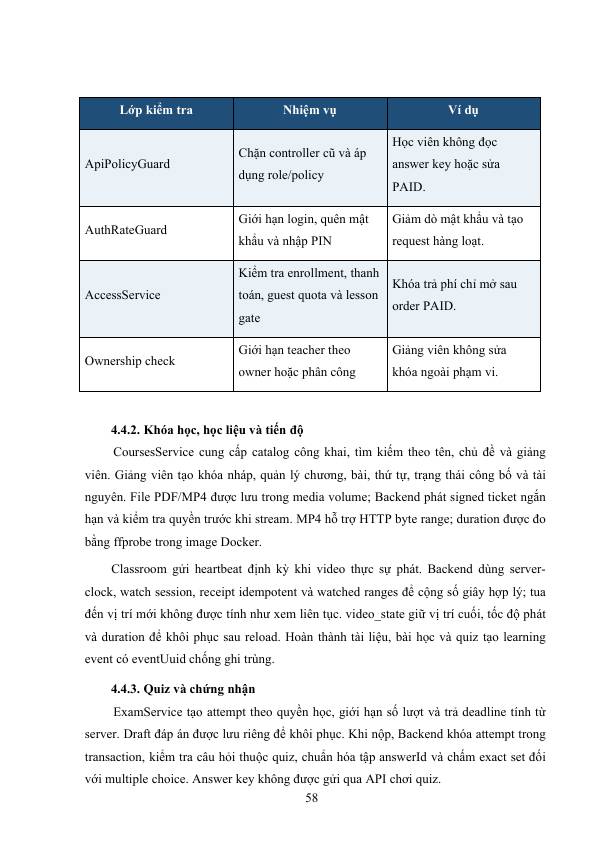 Lớp kiểm tra Nhiệm vụ Ví dụ
ApiPolicyGuard
Chặn controller cũ và áp
dụng role/policy
Học viên không đọc
answer key hoặc sửa
PAID.
AuthRateGuard
Giới hạn login, quên mật
khẩu và nhập PIN
Giảm dò mật khẩu và tạo
request hàng loạt.
AccessService
Kiểm tra enrollment, thanh
toán, guest quota và lesson
gate
Khóa trả phí chỉ mở sau
order PAID.
Ownership check
Giới hạn teacher theo
owner hoặc phân công
Giảng viên không sửa
khóa ngoài phạm vi.
4.4.2. Khóa học, học liệu và tiến độ
CoursesService cung cấp catalog công khai, tìm kiếm theo tên, chủ đề và giảng
viên. Giảng viên tạo khóa nháp, quản lý chương, bài, thứ tự, trạng thái công bố và tài
nguyên. File PDF/MP4 được lưu trong media volume; Backend phát signed ticket ngắn
hạn và kiểm tra quyền trước khi stream. MP4 hỗ trợ HTTP byte range; duration được đo
bằng ffprobe trong image Docker.
Classroom gửi heartbeat định kỳ khi video thực sự phát. Backend dùng server-
clock, watch session, receipt idempotent và watched ranges để cộng số giây hợp lý; tua
đến vị trí mới không được tính như xem liên tục. video_state giữ vị trí cuối, tốc độ phát
và duration để khôi phục sau reload. Hoàn thành tài liệu, bài học và quiz tạo learning
event có eventUuid chống ghi trùng.
4.4.3. Quiz và chứng nhận
ExamService tạo attempt theo quyền học, giới hạn số lượt và trả deadline tính từ
server. Draft đáp án được lưu riêng để khôi phục. Khi nộp, Backend khóa attempt trong
transaction, kiểm tra câu hỏi thuộc quiz, chuẩn hóa tập answerId và chấm exact set đối
với multiple choice. Answer key không được gửi qua API chơi quiz.
58